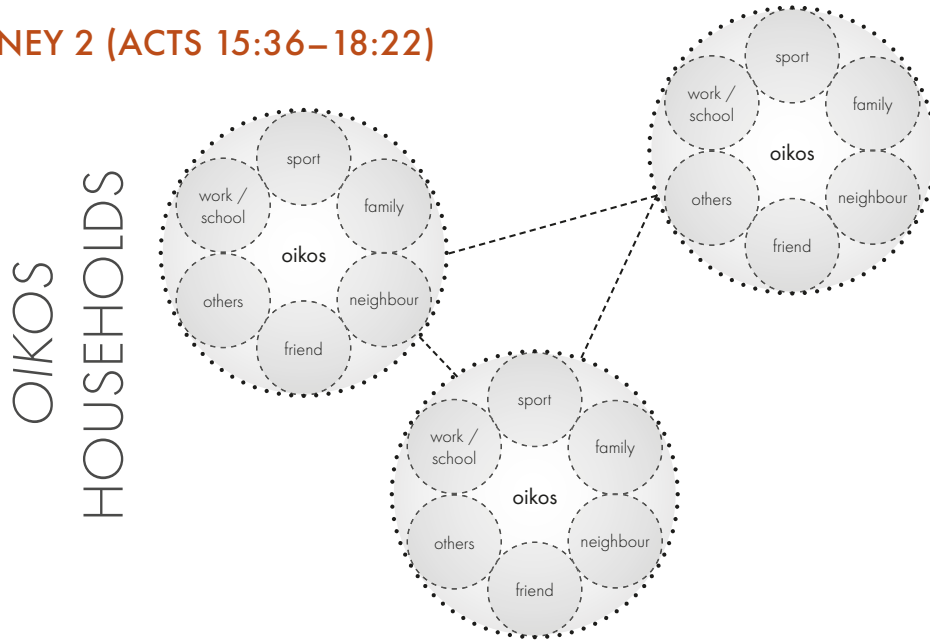 NEY 2 (ACTS 15:36–18:22)
OIKOS
HOUSEHOLDS
sport
work /
school
family
oikos
others
neighbour
friend
sport
work /
school
family
oikos
others
neighbour
friend
sport
work /
school
family
oikos
others
neighbour
friend